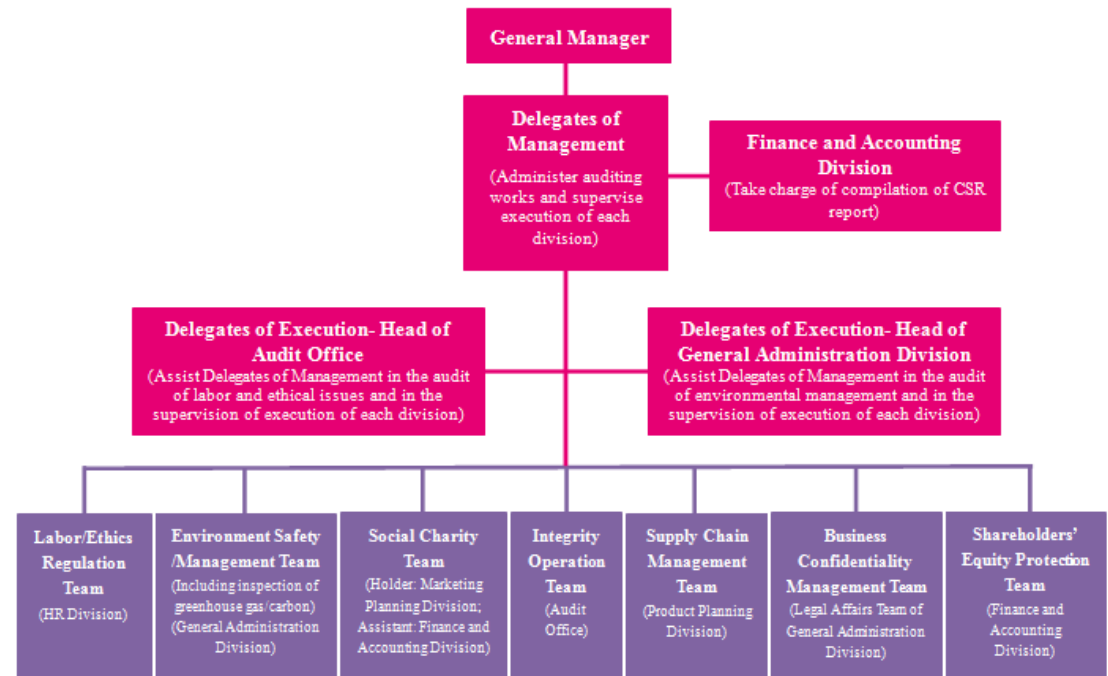 General Manager
Delegates of
Management
(Administer auditing
works and supervise
execution of each
division)
Finance and Accounting
Division
(Take charge of compilation of CSR
report)
Delegates of Execution- Head of
Audit Office
(Assist Delegates of Management in the audit
of labor and ethical issues and in the
supervision of execution of each division)
Delegates of Execution- Head of
General Administration Division
(Assist Delegates of Management in the audit
of environmental management and in the
supervision of execution of each division)
Labor/Ethics
Regulation
Team
(HR Division)
Environment Safety
/Management Team
(Including inspection of
greenhouse gas/carbon)
(General Administration
Division)
Social Charity
Team
(Holder: Marketing
Planning Division;
Assistant: Finance and
Accounting Division)
Integrity
Operation
Team
(Audit
Office)
Supply Chain
Management
Team
(Product Planning
Division)
Business
Confidentiality
Management Team
(Legal Affairs Team of
General Administration
Division)
Shareholders’
Equity Protection
Team
(Finance and
Accounting
Division)